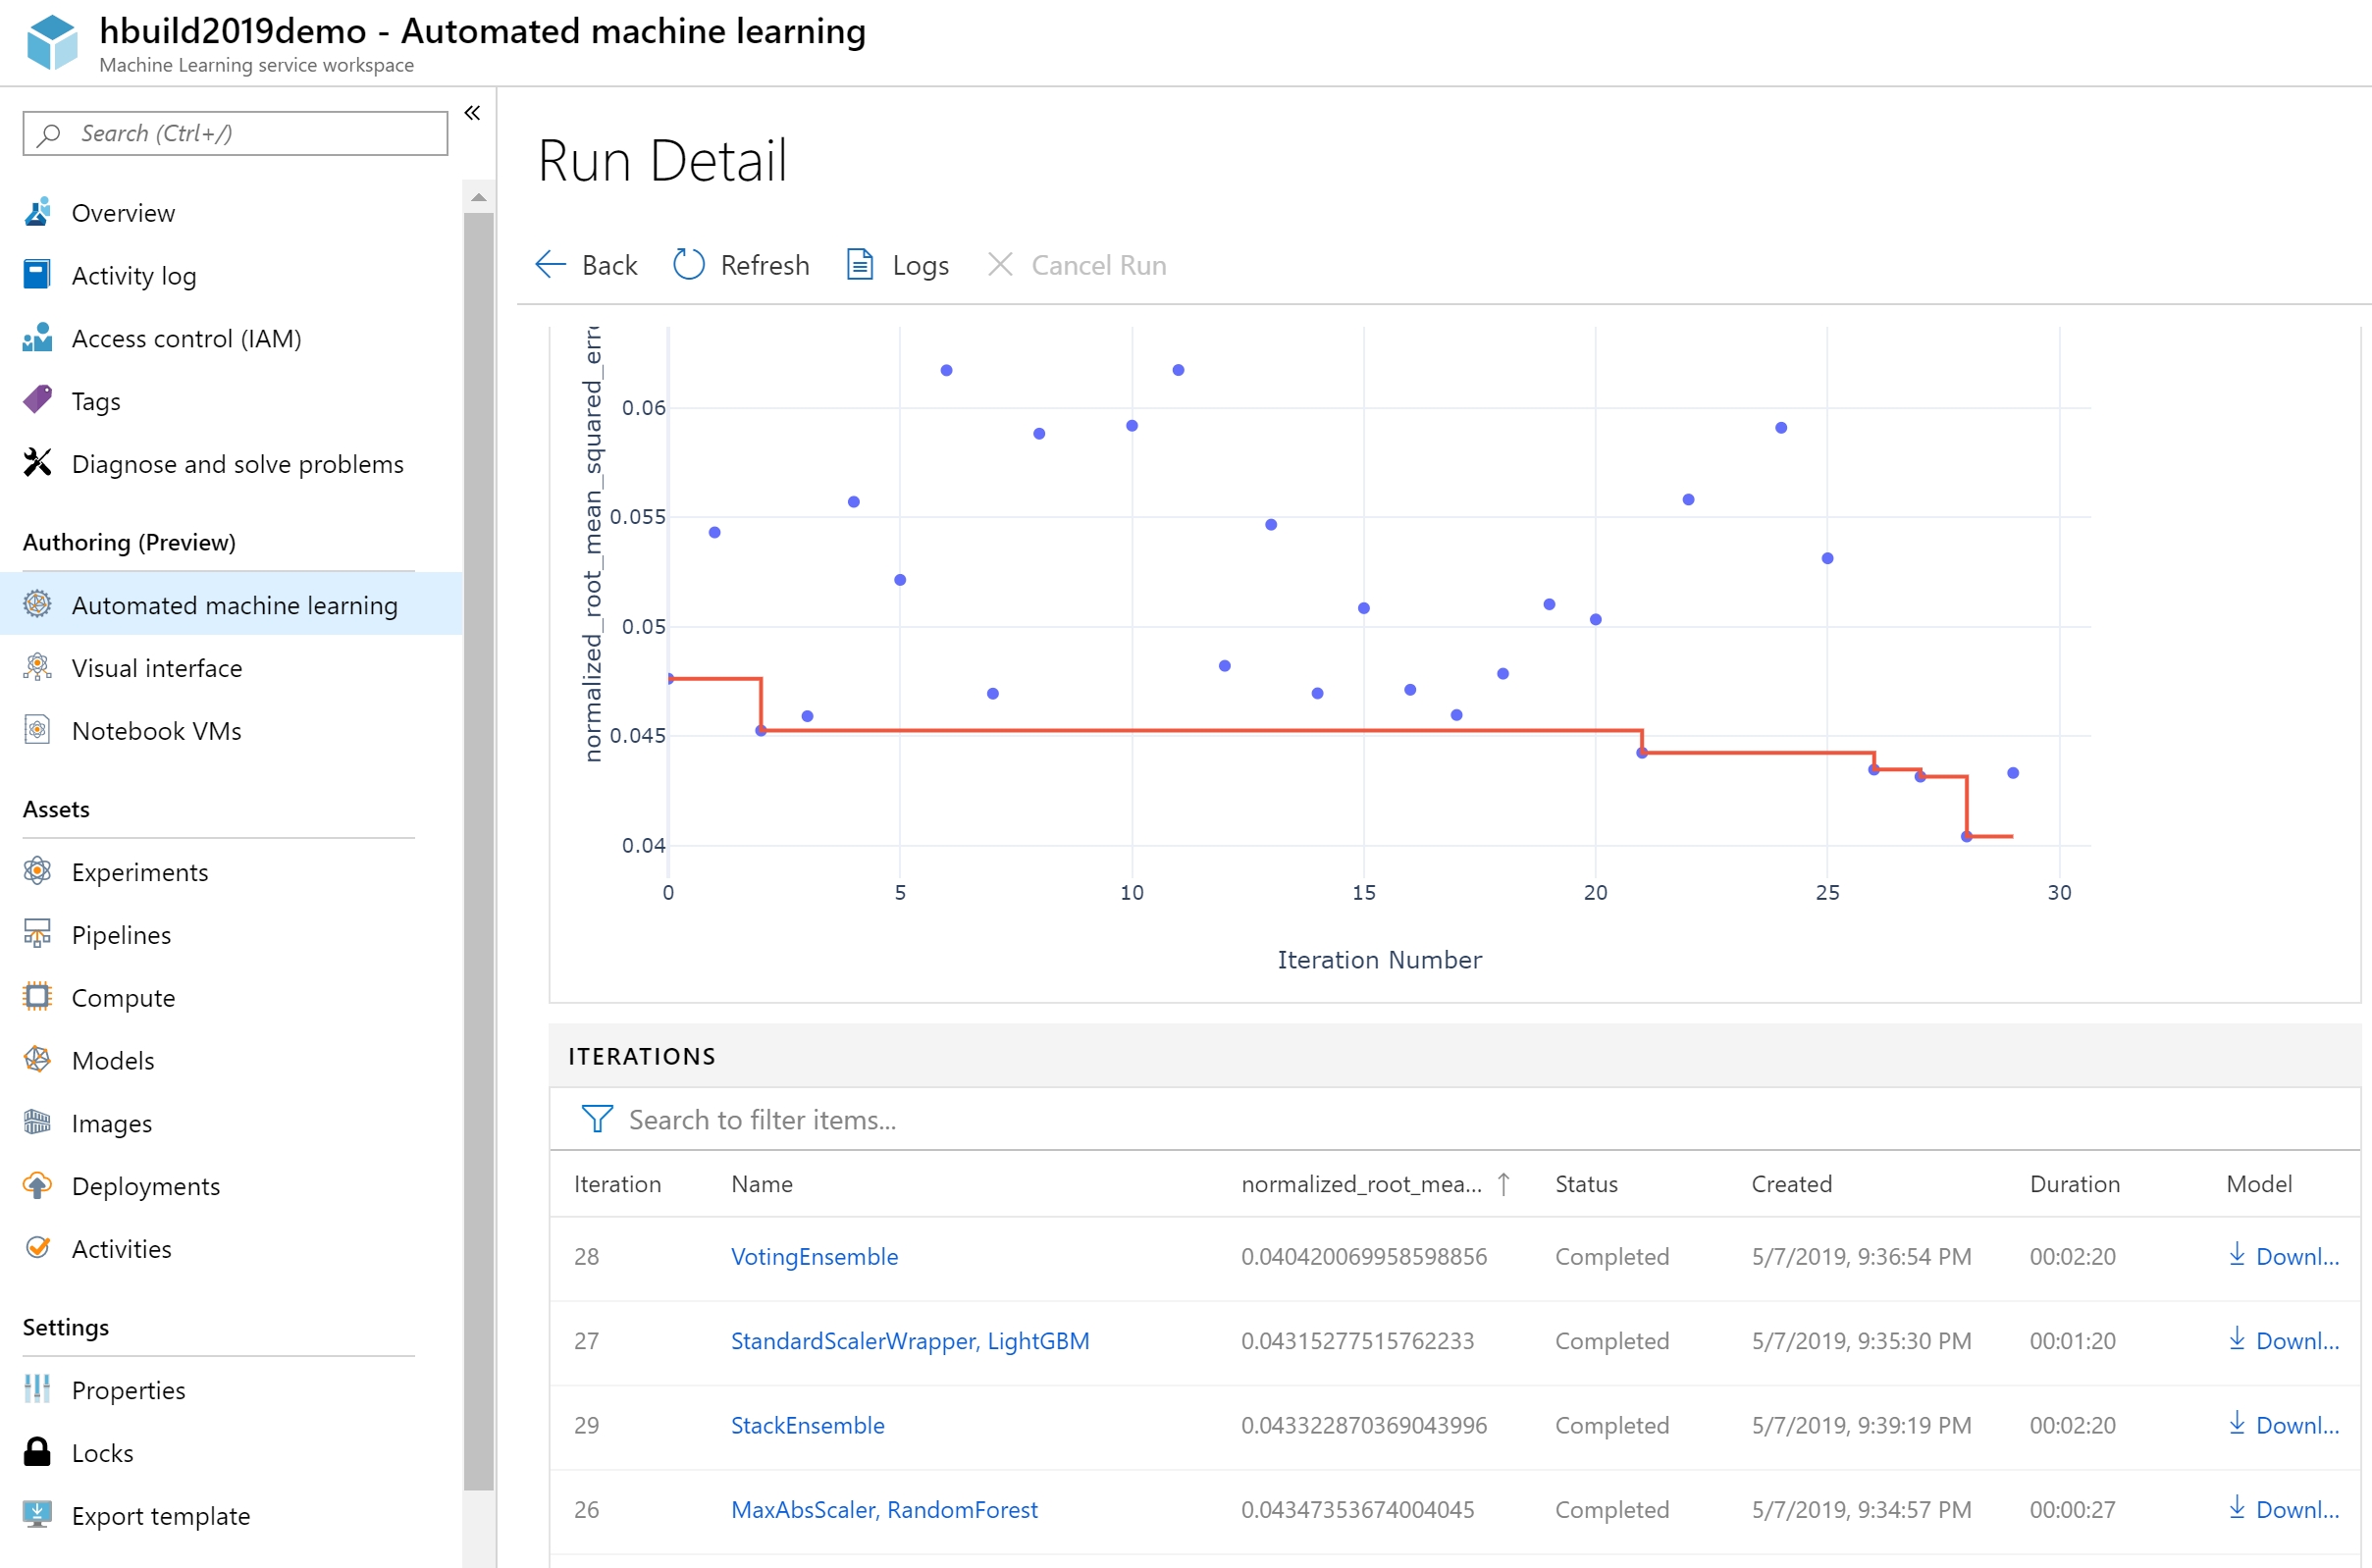 hbuild2019demo - Automated machine learning
Machine Learning service workspace
Search (Ctrl+/)
Overview
Activity log
Access control (IAM)
Tags
Diagnose and solve problems
Authoring (Preview)
Automated machine learning
Visual interface
Notebook VMs
Assets
Experiments
Pipelines
Compute
Models
Images
Deployments
Activities
Settings
Properties
Locks
Export template
Run Detail
Back Refresh Logs Cancel Run
normalized_root_mean_squared_erro
0.06
0.055
0.05
0.045
0.04
0 5 10 15 20 25 30
Iteration Number
ITERATIONS
Search to filter items...
Iteration Name normalized_root_mea... ↑ Status Created Duration Model
28 VotingEnsemble 0.040420069958598856 Completed 5/7/2019, 9:36:54 PM 00:02:20 Downl...
27 StandardScalerWrapper, LightGBM 0.04315277515762233 Completed 5/7/2019, 9:35:30 PM 00:01:20 Downl...
29 StackEnsemble 0.043322870369043996 Completed 5/7/2019, 9:39:19 PM 00:02:20 Downl...
26 MaxAbsScaler, RandomForest 0.04347353674004045 Completed 5/7/2019, 9:34:57 PM 00:00:27 Downl...